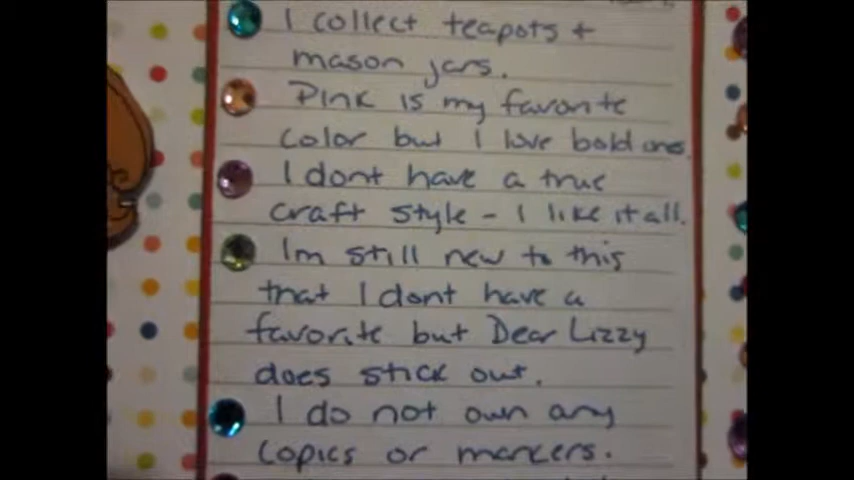 I collect teapots +
mason jars.
Pink is my favorite
color but I love bold ones.
I dont have a true
craft style - I like it all.
Im still new to this
that I dont have a
favorite but Dear Lizzy
does stick out.
I do not own any
copics or markers.